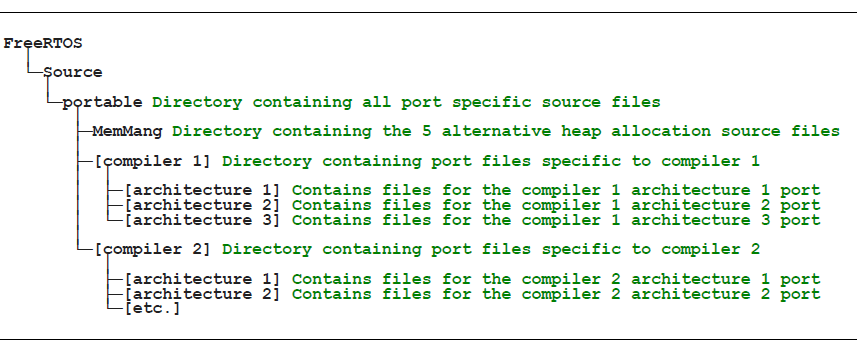 FreeRTOS
Source
portable Directory containing all port specific source files
MemMang Directory containing the 5 alternative heap allocation source files
[compiler 1] Directory containing port files specific to compiler 1
[architecture 1] Contains files for the compiler 1 architecture 1 port
[architecture 2] Contains files for the compiler 1 architecture 2 port
[architecture 3] Contains files for the compiler 1 architecture 3 port
[compiler 2] Directory containing port files specific to compiler 2
[architecture 1] Contains files for the compiler 2 architecture 1 port
[architecture 2] Contains files for the compiler 2 architecture 2 port
[etc.]